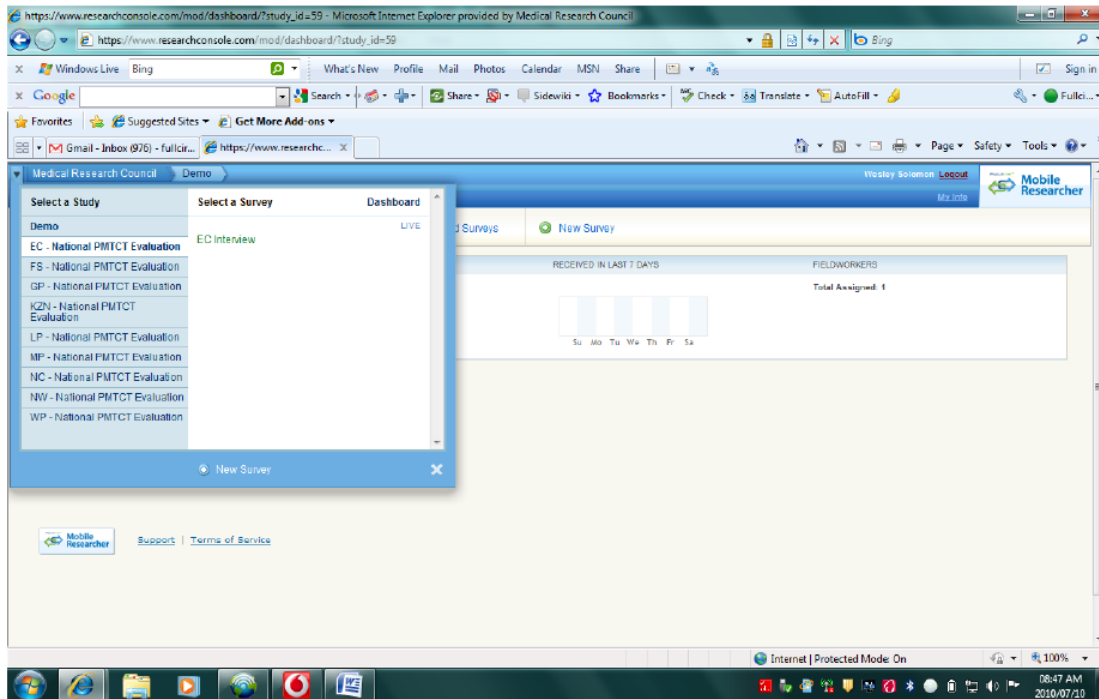 https://www.researchconsole.com/mod/dashboard/?study_id=59 - Microsoft Internet Explorer provided by Medical Research Council
https://www.researchconsole.com/mod/dashboard/?study_id=59 Bing
Windows Live Bing What's New Profile Mail Photos Calendar MSN Share Sign in
Google Search Share Sidewiki Bookmarks Check Translate AutoFill Fullci...
Favorites Suggested Sites Get More Add-ons
Gmail - Inbox (976) - fullcir... https://www.researchc... Page Safety Tools
Medical Research Council Demo Wesley Solomon Logout
My Info
Mobile
Researcher
Select a Study Select a Survey Dashboard
Demo LIVE
d Surveys New Survey
EC - National PMTCT Evaluation EC Interview
FS - National PMTCT Evaluation
GP - National PMTCT Evaluation
KZN - National PMTCT
Evaluation
LP - National PMTCT Evaluation
MP - National PMTCT Evaluation
NC - National PMTCT Evaluation
NW - National PMTCT Evaluation
WP - National PMTCT Evaluation
New Survey
RECEIVED IN LAST 7 DAYS FIELDWORKERS
Total Assigned: 1
Su Mo Tu We Th Fr Sa
Mobile
Researcher
Support | Terms of Service
Internet | Protected Mode: On 100%
08:47 AM
2010/07/10